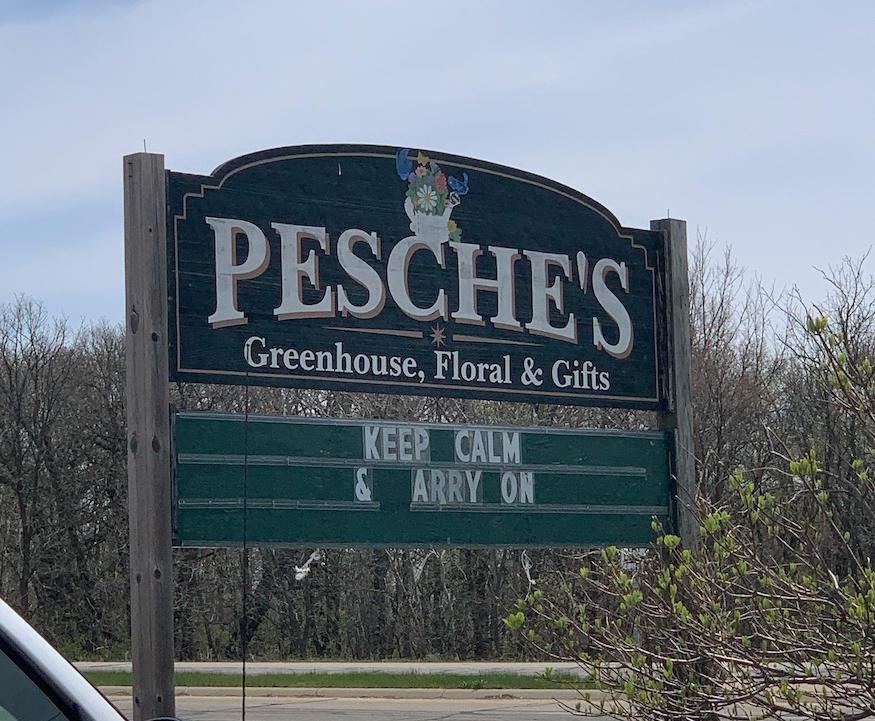 PESCHE'S
Greenhouse, Floral & Gifts
KEEP CALM
& ARRY ON